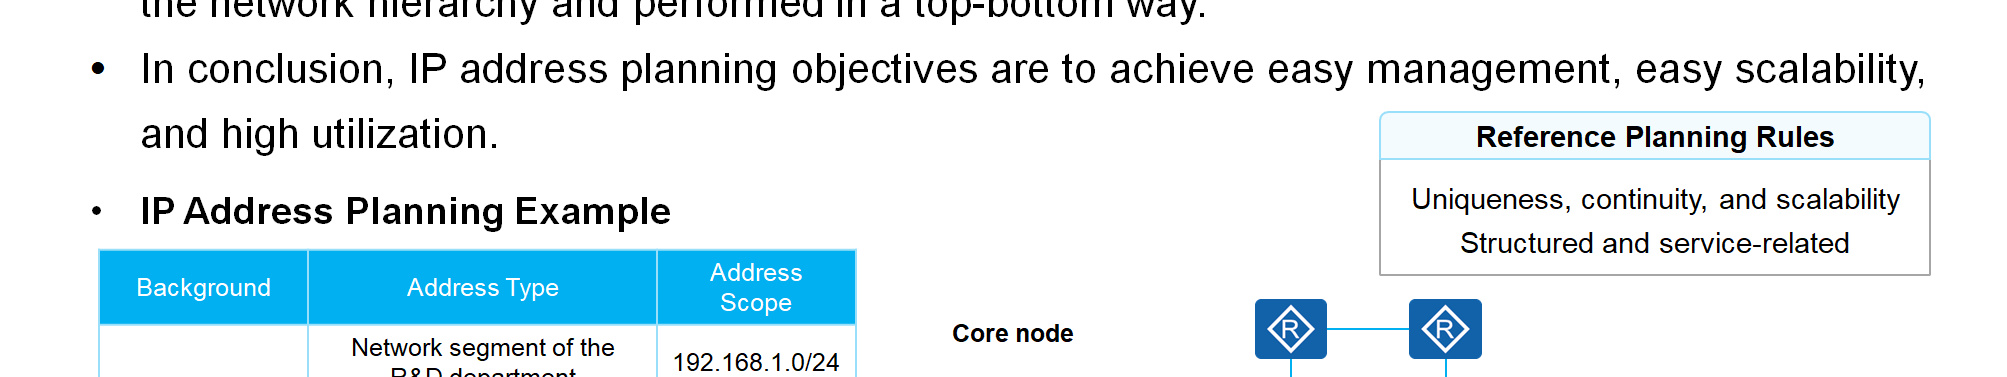 the network hierarchy and performed in a top-bottom way.
• In conclusion, IP address planning objectives are to achieve easy management, easy scalability,
and high utilization.
Reference Planning Rules
Uniqueness, continuity, and scalability
Structured and service-related
• IP Address Planning Example
Background Address Type Address
Scope
Network segment of the
R&D department
192.168.1.0/24
Core node
R R